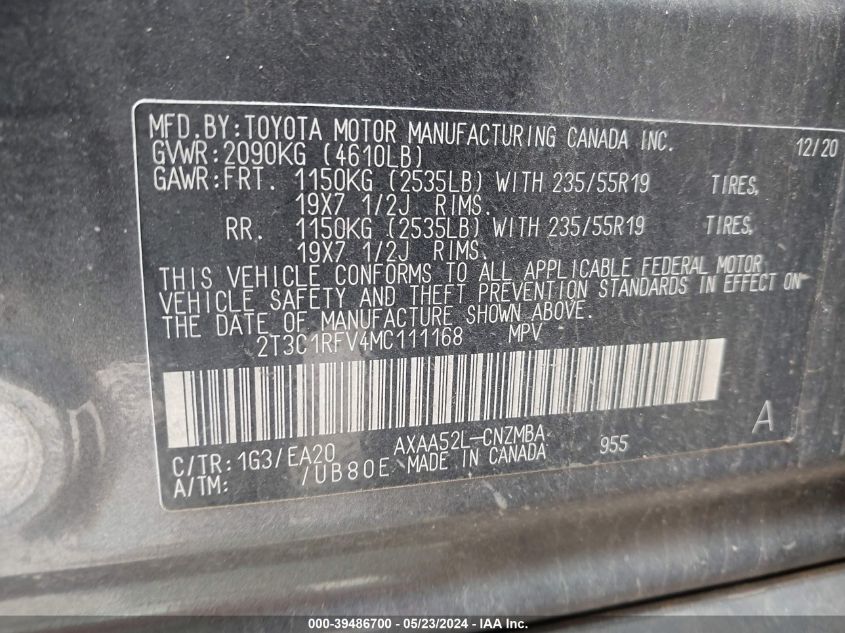 MFD.BY:TOYOTA MOTOR MANUFACTURING CANADA INC. 12/20
GVWR:2090KG (4610LB)
GAWR:FRT. 1150KG (2535LB) WITH 235/55R19 TIRES,
19X7 1/2J RIMS.
RR. 1150KG (2535LB) WITH 235/55R19 TIRES,
19X7 1/2J RIMS.
THIS VEHICLE CONFORMS TO ALL APPLICABLE FEDERAL MOTOR
VEHICLE SAFETY AND THEFT PREVENTION STANDARDS IN EFFECT ON
THE DATE OF MANUFACTURE SHOWN ABOVE.
2T3C1RFV4MC111168 MPV
A
C/TR:1G3/EA20 AXAA52L-CNZMBA 955
A/TM: /UB80E MADE IN CANADA
000-39486700 - 05/23/2024 - IAA Inc.